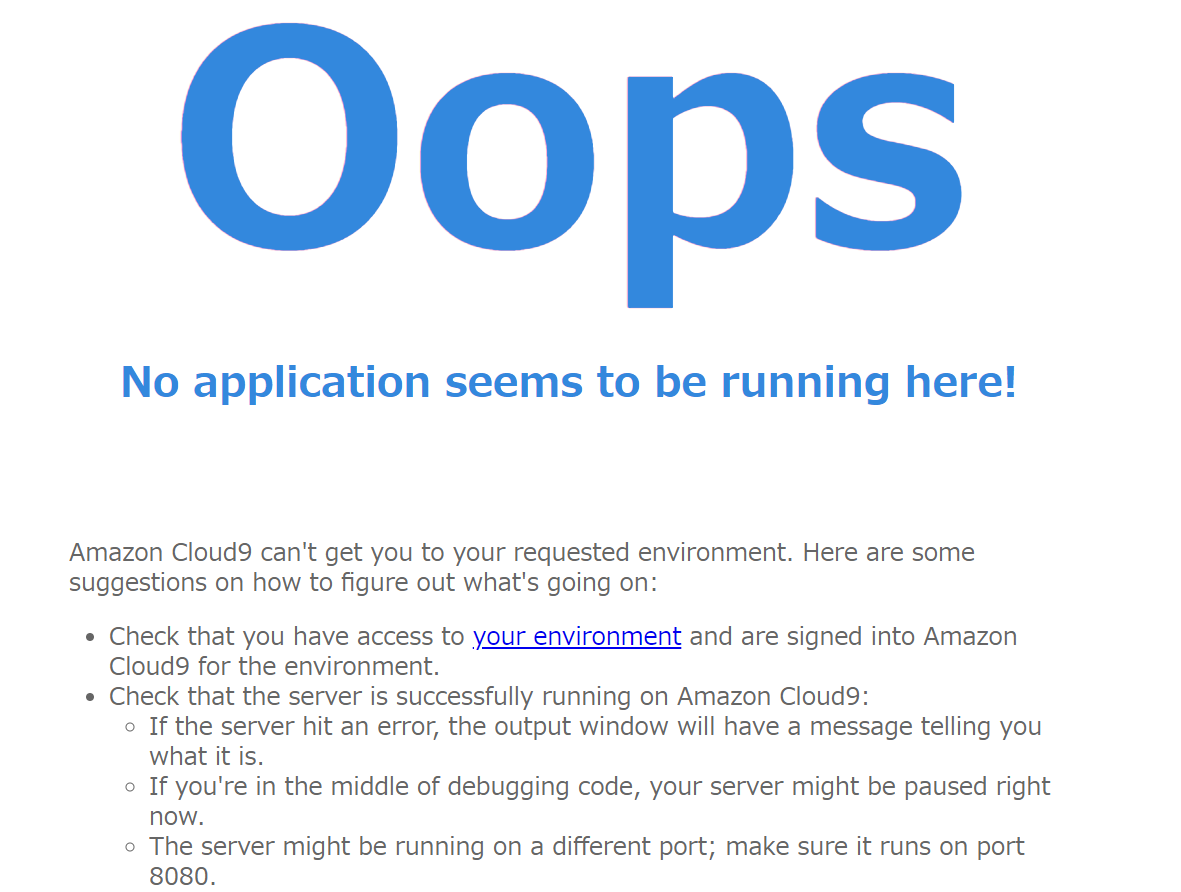 Oops
No application seems to be running here!
Amazon Cloud9 can't get you to your requested environment. Here are some
suggestions on how to figure out what's going on:
• Check that you have access to your environment and are signed into Amazon
Cloud9 for the environment.
• Check that the server is successfully running on Amazon Cloud9:
◦ If the server hit an error, the output window will have a message telling you
what it is.
◦ If you're in the middle of debugging code, your server might be paused right
now.
◦ The server might be running on a different port; make sure it runs on port
8080.